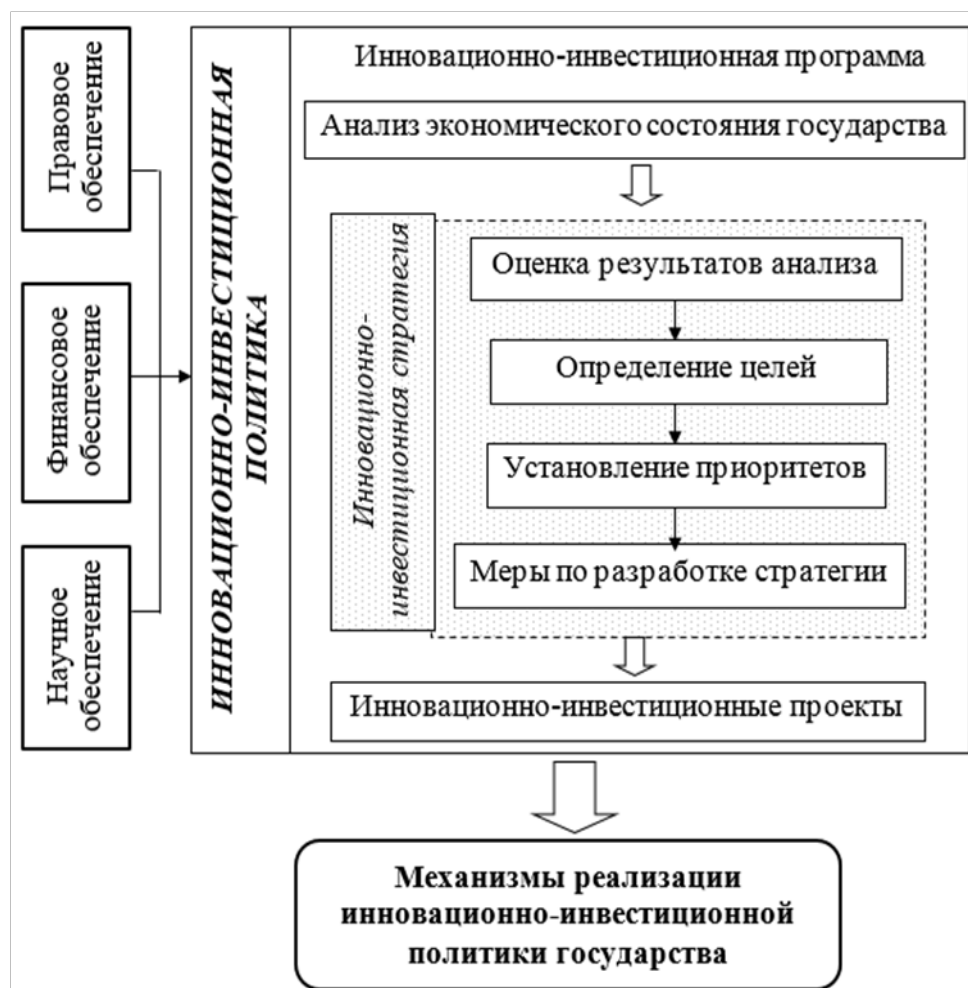 Правовое
обеспечение
Финансовое
обеспечение
Научное
обеспечение
ИННОВАЦИОННО-ИНВЕСТИЦИОННАЯ
ПОЛИТИКА
Инновационно-инвестиционная программа
Анализ экономического состояния государства
Инновационно-
инвестиционная стратегия
Оценка результатов анализа
Определение целей
Установление приоритетов
Меры по разработке стратегии
Инновационно-инвестиционные проекты
Механизмы реализации
инновационно-инвестиционной
политики государства